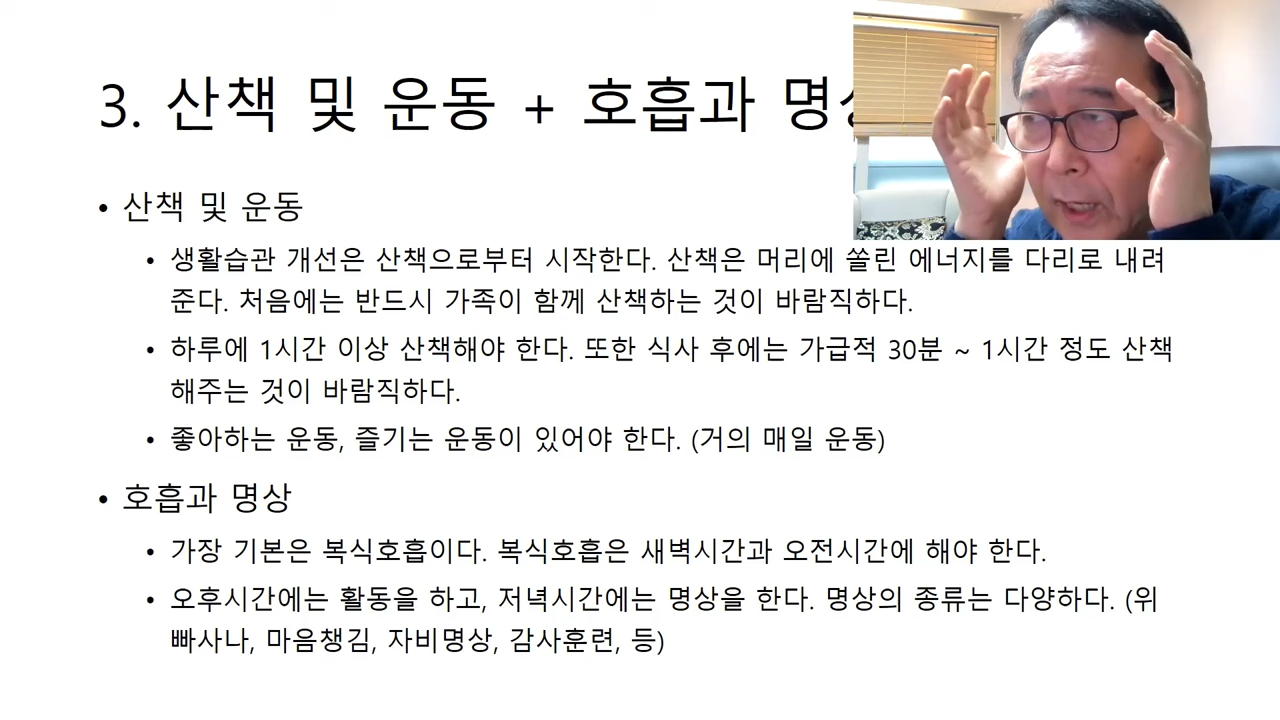 3. 산책 및 운동 + 호흡과
• 산책 및 운동
• 생활습관 개선은 산책으로부터 시작한다. 산책은 머리에 쏠린 에너지를 다리로 내려
준다. 처음에는 반드시 가족이 함께 산책하는 것이 바람직하다.
• 하루에 1시간 이상 산책해야 한다. 또한 식사 후에는 가급적 30분 ~ 1시간 정도 산책
해주는 것이 바람직하다.
• 좋아하는 운동, 즐기는 운동이 있어야 한다. (거의 매일 운동)
• 호흡과 명상
• 가장 기본은 복식호흡이다. 복식호흡은 새벽시간과 오전시간에 해야 한다.
• 오후시간에는 활동을 하고, 저녁시간에는 명상을 한다. 명상의 종류는 다양하다. (위
빠사나, 마음챙김, 자비명상, 감사훈련, 등)